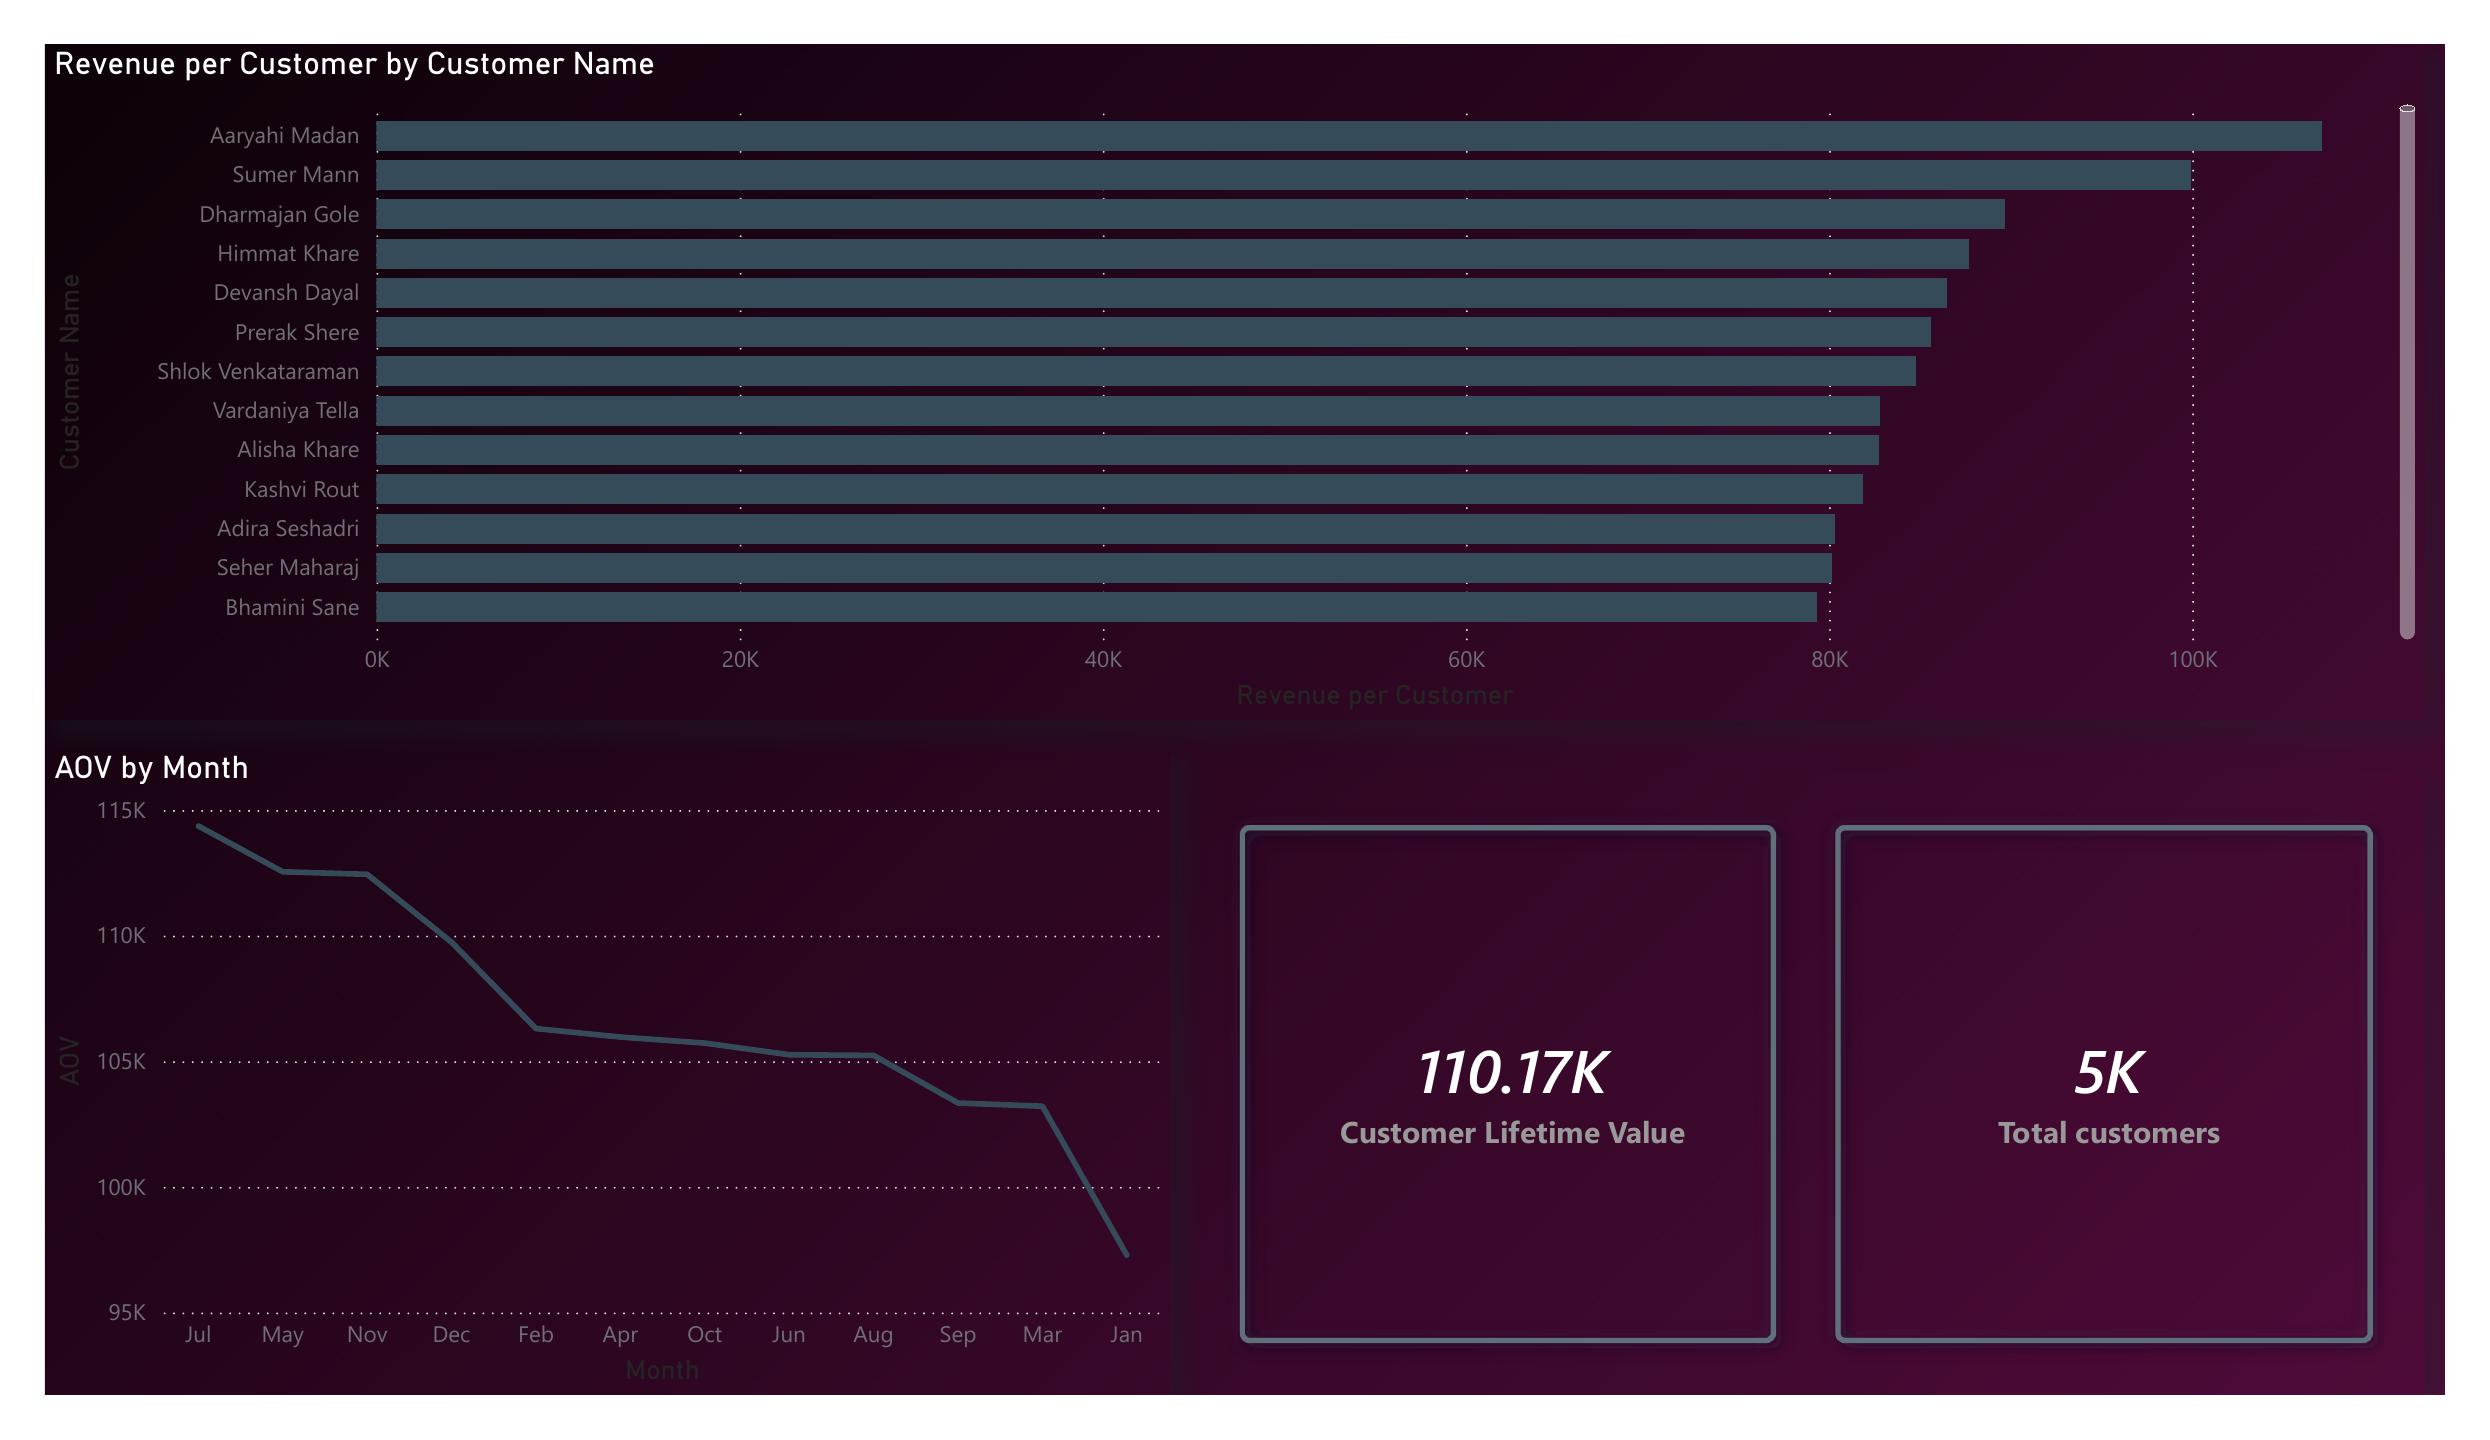 Revenue per Customer by Customer Name
Customer Name
Aaryahi Madan
Sumer Mann
Dharmajan Gole
Himmat Khare
Devansh Dayal
Prerak Shere
Shlok Venkataraman
Vardaniya Tella
Alisha Khare
Kashvi Rout
Adira Seshadri
Seher Maharaj
Bhamini Sane
0K 20K 40K 60K 80K 100K
Revenue per Customer
AOV by Month
AOV
115K
110K
105K
100K
95K
Jul May Nov Dec Feb Apr Oct Jun Aug Sep Mar Jan
Month
110.17K
Customer Lifetime Value
5K
Total customers